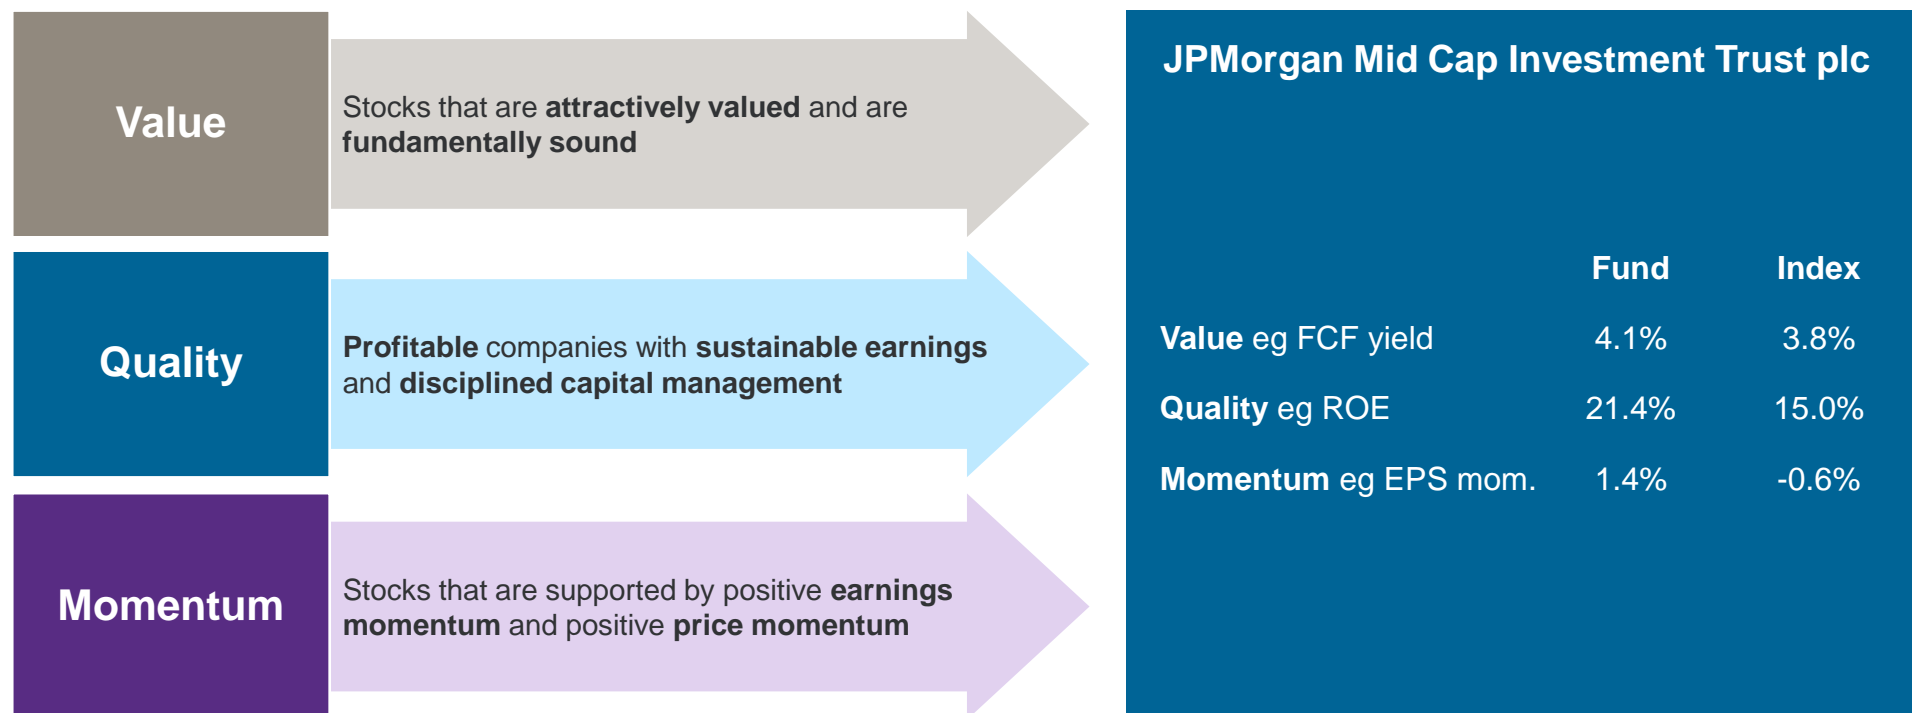 Value
Stocks that are attractively valued and are
fundamentally sound
Quality
Profitable companies with sustainable earnings
and disciplined capital management
Momentum
Stocks that are supported by positive earnings
momentum and positive price momentum
JPMorgan Mid Cap Investment Trust plc
Fund Index
Value eg FCF yield 4.1% 3.8%
Quality eg ROE 21.4% 15.0%
Momentum eg EPS mom. 1.4% -0.6%